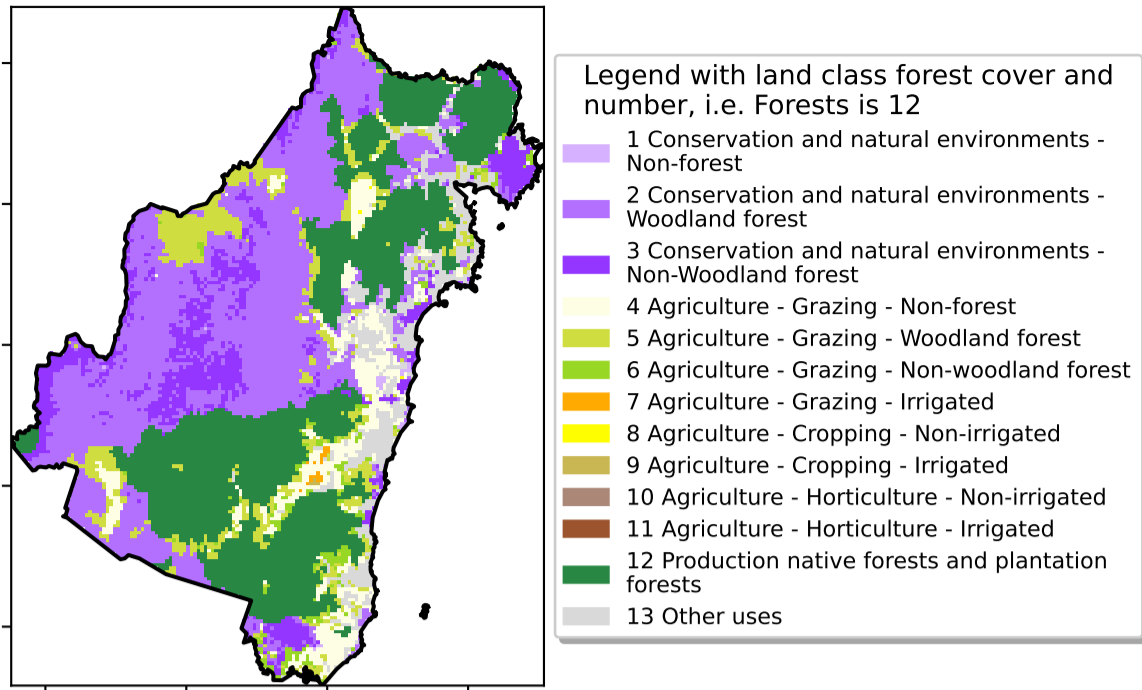 Legend with land class forest cover and
number, i.e. Forests is 12
1 Conservation and natural environments -
Non-forest
2 Conservation and natural environments -
Woodland forest
3 Conservation and natural environments -
Non-Woodland forest
4 Agriculture - Grazing - Non-forest
5 Agriculture - Grazing - Woodland forest
6 Agriculture - Grazing - Non-woodland forest
7 Agriculture - Grazing - Irrigated
8 Agriculture - Cropping - Non-irrigated
9 Agriculture - Cropping - Irrigated
10 Agriculture - Horticulture - Non-irrigated
11 Agriculture - Horticulture - Irrigated
12 Production native forests and plantation
forests
13 Other uses